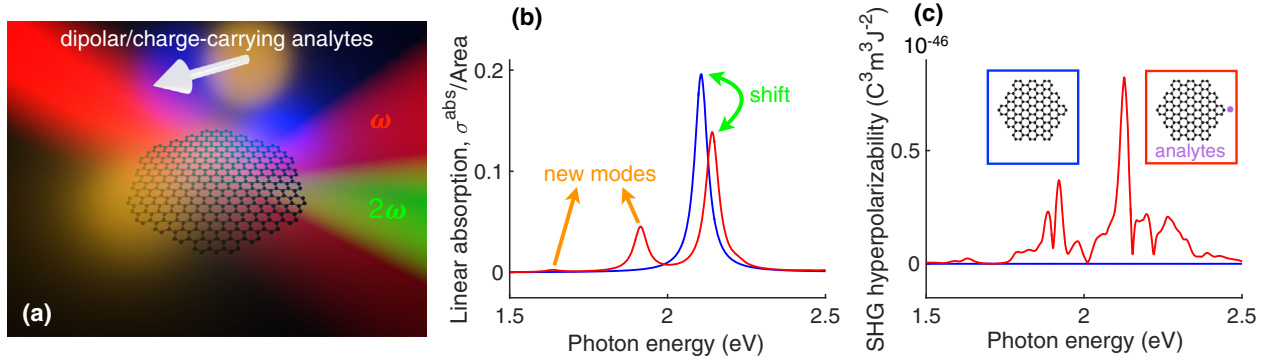 dipolar/charge-carrying analytes
ω
2ω
(a)
(b)
Linear absorption, σ^abs/Area
0.2
0.1
0
shift
new modes
1.5 2 2.5
Photon energy (eV)
(c)
SHG hyperpolarizability (C³m³J⁻²)
10⁻⁴⁶
0.5
0
analytes
1.5 2 2.5
Photon energy (eV)